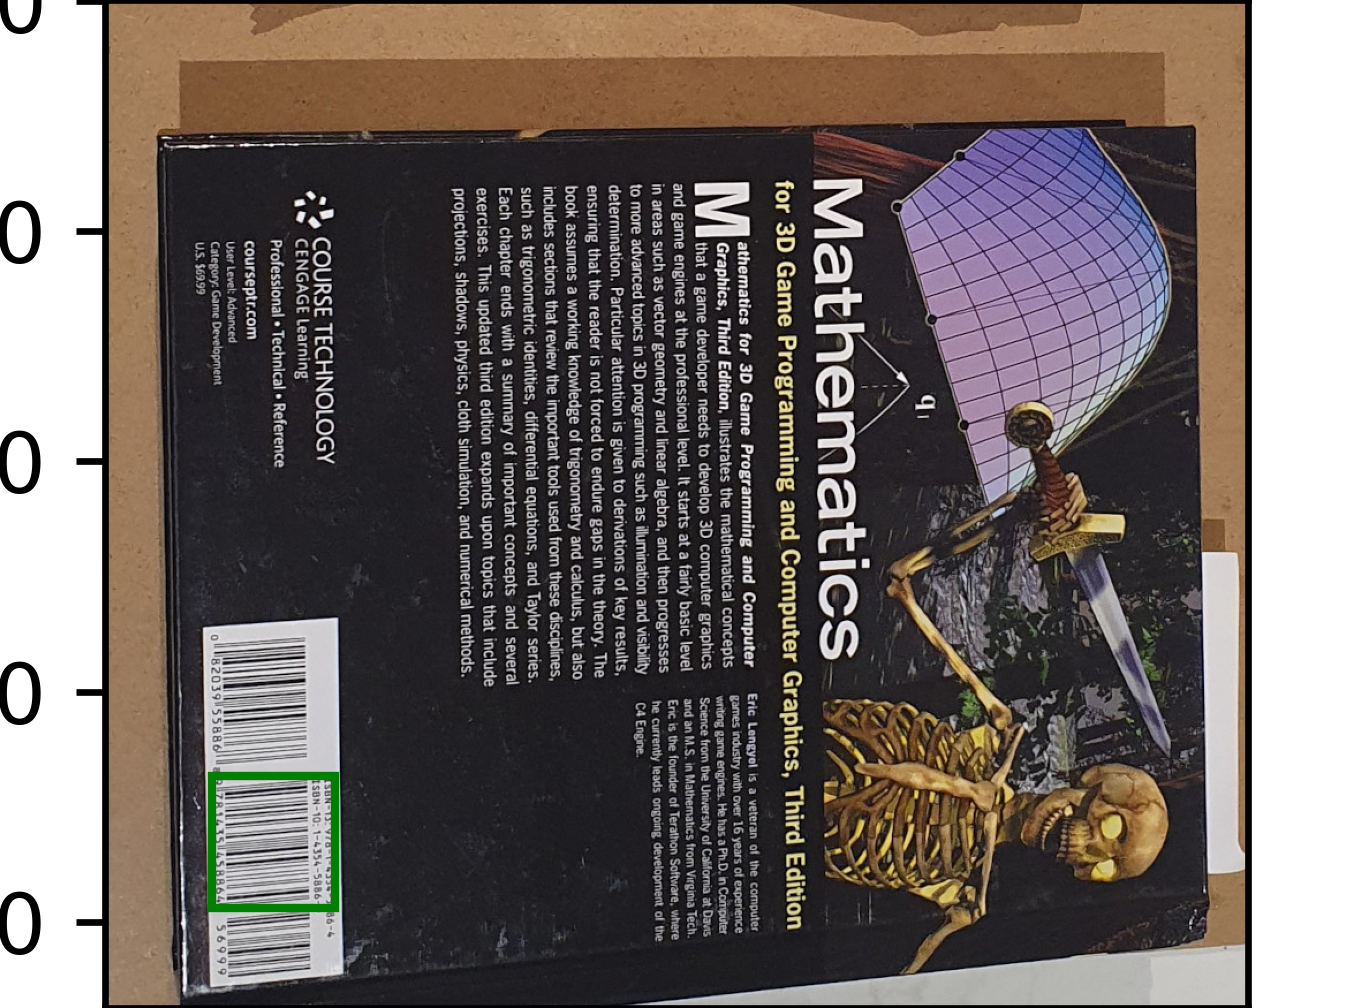 Mathematics
for 3D Game Programming and Computer Graphics, Third Edition
Mathematics for 3D Game Programming and Computer
Graphics, Third Edition, illustrates the mathematical concepts
that a game developer needs to develop 3D computer graphics
and game engines at the professional level. It starts at a fairly basic level
in areas such as vector geometry and linear algebra, and then progresses
to more advanced topics in 3D programming such as illumination and visibility
determination. Particular attention is given to derivations of key results,
ensuring that the reader is not forced to endure gaps in the theory. The
book assumes a working knowledge of trigonometry and calculus, but also
includes sections that review the important tools used from these disciplines,
such as trigonometric identities, differential equations, and Taylor series.
Each chapter ends with a summary of important concepts and several
exercises. This updated third edition expands upon topics that include
projections, shadows, physics, cloth simulation, and numerical methods.
Eric Lengyel is a veteran of the computer
games industry with over 16 years of experience
writing game engines. He has a Ph.D. in Computer
Science from the University of California at Davis
and an M.S. in Mathematics from Virginia Tech.
Eric is the founder of Terathon Software, where
he currently leads ongoing development of the
C4 Engine.
COURSE TECHNOLOGY
CENGAGE Learning
Professional • Technical • Reference
courseptr.com
User Level: Advanced
Category: Game Development
U.S. $69.99
0 82039 55886
ISBN-10: 1-4354-5886-
56999
q1
0
0
0
0
0